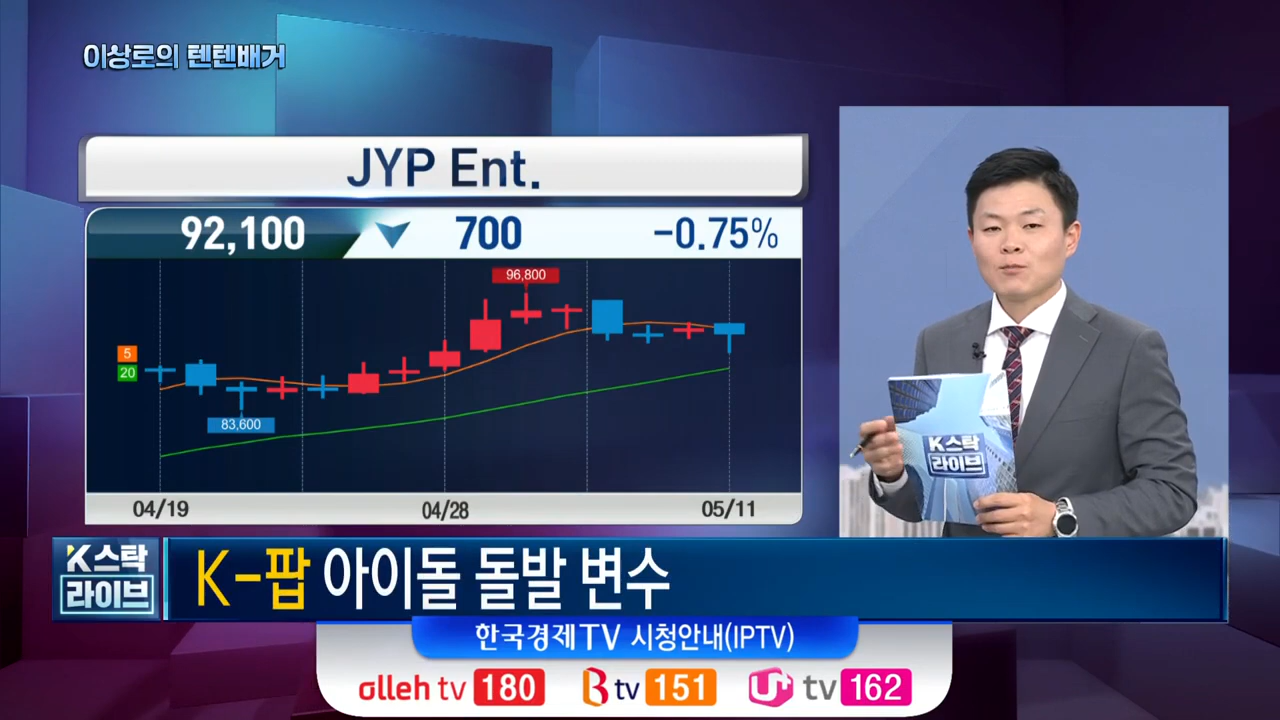 이상로의 텐텐배거
JYP Ent.
92,100 ▼ 700 -0.75%
96,800
5
20
83,600
04/19 04/28 05/11
K스탁
라이브
K스탁
라이브
K-팝 아이돌 돌발 변수
한국경제TV 시청안내(IPTV)
olleh tv 180 B tv 151 U+ tv 162